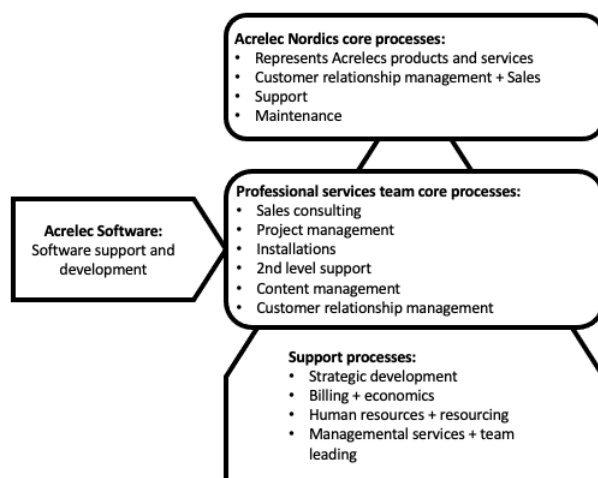 Acrelec Nordics core processes:
• Represents Acrelecs products and services
• Customer relationship management + Sales
• Support
• Maintenance
Professional services team core processes:
• Sales consulting
• Project management
• Installations
• 2nd level support
• Content management
• Customer relationship management
Acrelec Software:
Software support and
development
Support processes:
• Strategic development
• Billing + economics
• Human resources + resourcing
• Managemental services + team
leading